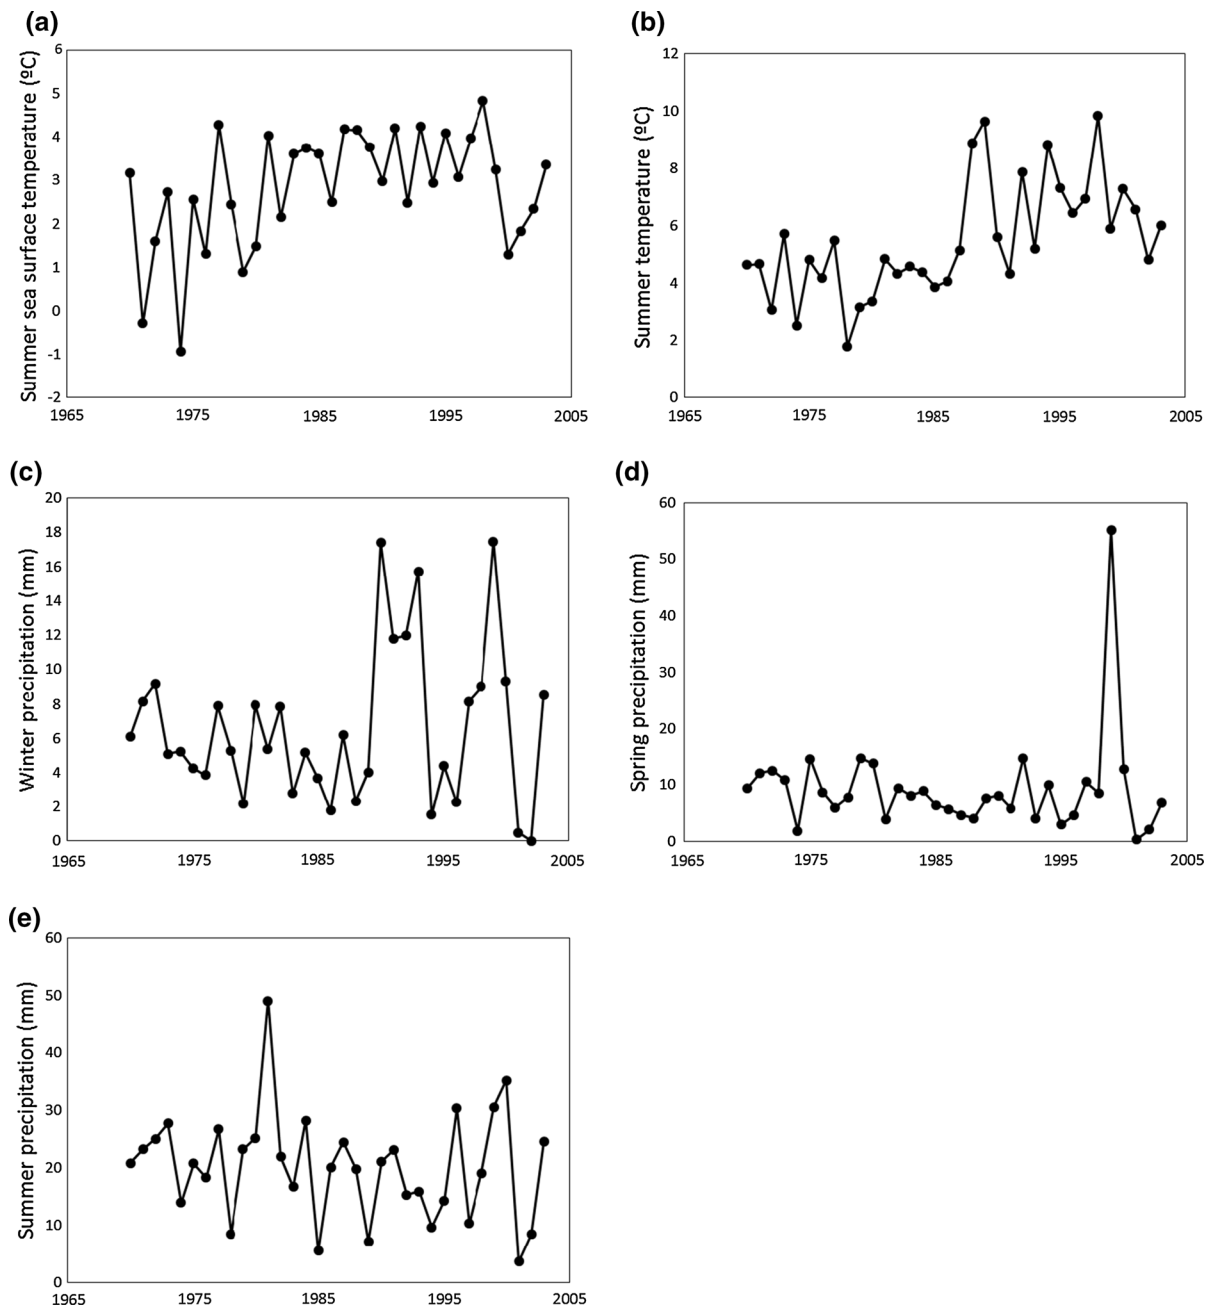 (a)
Summer sea surface temperature (ºC)
6
5
4
3
2
1
0
-1
-2
1965 1975 1985 1995 2005
(b)
Summer temperature (ºC)
12
10
8
6
4
2
0
1965 1975 1985 1995 2005
(c)
Winter precipitation (mm)
20
18
16
14
12
10
8
6
4
2
0
1965 1975 1985 1995 2005
(d)
Spring precipitation (mm)
60
50
40
30
20
10
0
1965 1975 1985 1995 2005
(e)
Summer precipitation (mm)
60
50
40
30
20
10
0
1965 1975 1985 1995 2005